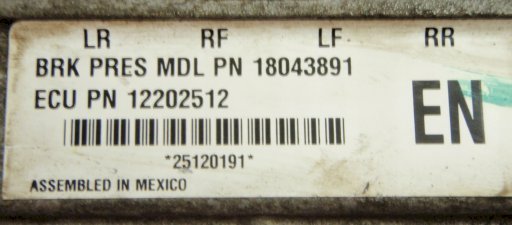 LR RF LF RR
BRK PRES MDL PN 18043891
ECU PN 12202512
EN
*25120191*
ASSEMBLED IN MEXICO